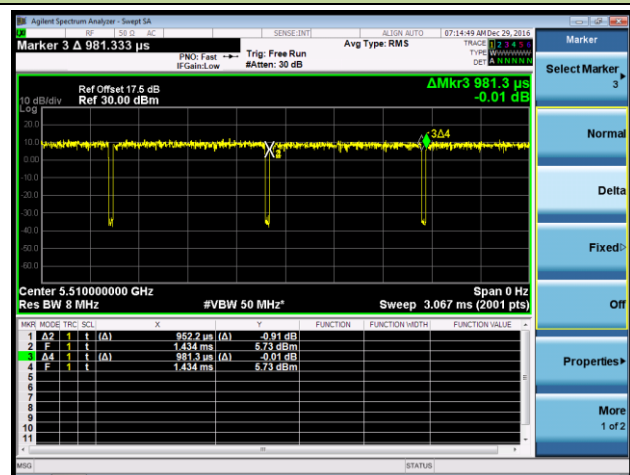 Agilent Spectrum Analyzer - Swept SA
RF 50 Ω AC SENSE:INT ALIGN AUTO 07:14:49 AM Dec 29, 2016
Marker 3 Δ 981.333 µs
PNO: Fast
IFGain:Low
Trig: Free Run
#Atten: 30 dB
Avg Type: RMS
TRACE 1 2 3 4 5 6
TYPE WWWWWW
DET A N N N N N
Ref Offset 17.6 dB
10 dB/div Ref 30.00 dBm
Log
ΔMkr3 981.3 µs
-0.01 dB
20.0
10.0
0.00
-10.0
-20.0
-30.0
-40.0
-50.0
-60.0
3Δ4
Center 5.510000000 GHz Span 0 Hz
Res BW 8 MHz #VBW 50 MHz* Sweep 3.067 ms (2001 pts)
MKR MODE TRC SCL X Y FUNCTION FUNCTION WIDTH FUNCTION VALUE
1 Δ2 1 t (Δ) 952.2 µs (Δ) -0.91 dB
2 F 1 t 1.434 ms 5.73 dBm
3 Δ4 1 t (Δ) 981.3 µs (Δ) -0.01 dB
4 F 1 t 1.434 ms 5.73 dBm
5
6
7
8
9
10
11
MSG STATUS
Marker
Select Marker
3
Normal
Delta
Fixed
Off
Properties
More
1 of 2